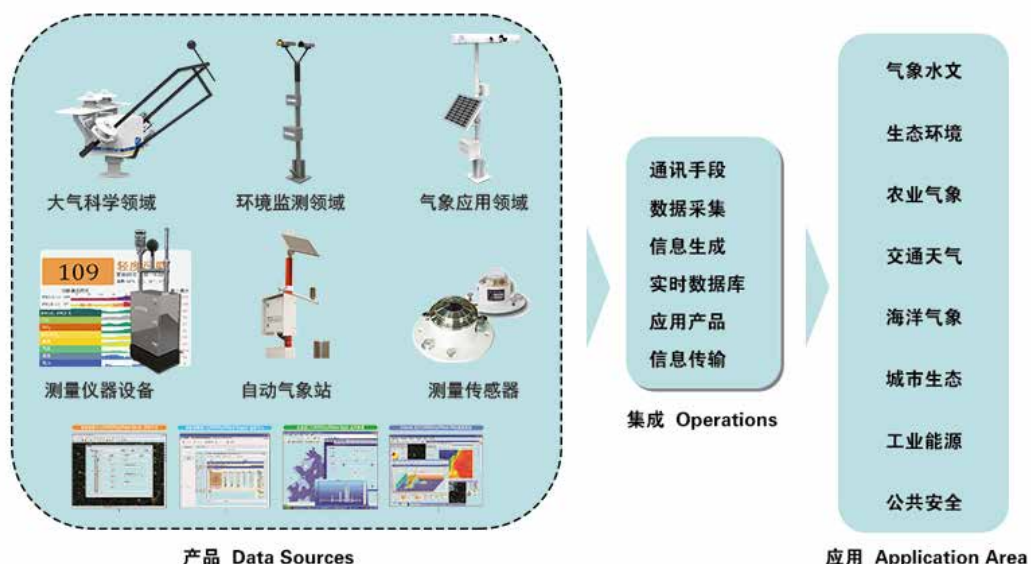 大气科学领域
环境监测领域
气象应用领域
109
测量仪器设备
自动气象站
测量传感器
产品 Data Sources
通讯手段
数据采集
信息生成
实时数据库
应用产品
信息传输
集成 Operations
气象水文
生态环境
农业气象
交通天气
海洋气象
城市生态
工业能源
公共安全
应用 Application Area